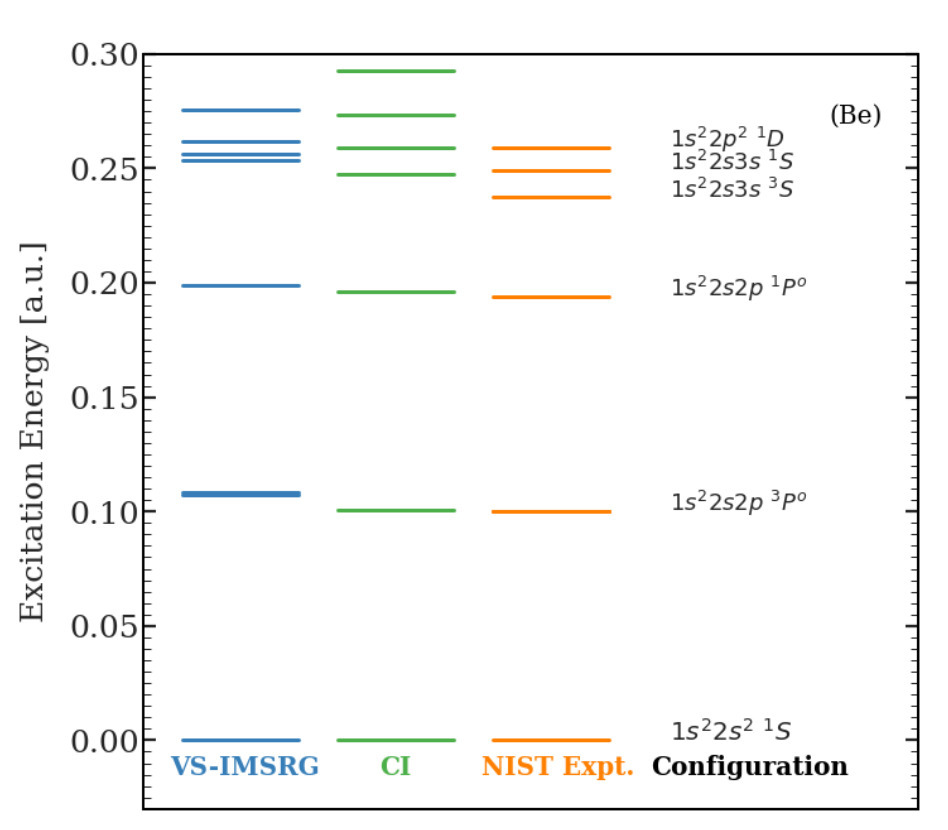 0.30
(Be)
1s²2p² ¹D
1s²2s3s ¹S
0.25
1s²2s3s ³S
0.20
1s²2s2p ¹Pᵒ
Excitation Energy [a.u.]
0.15
0.10
1s²2s2p ³Pᵒ
0.05
0.00
1s²2s² ¹S
VS-IMSRG CI NIST Expt. Configuration